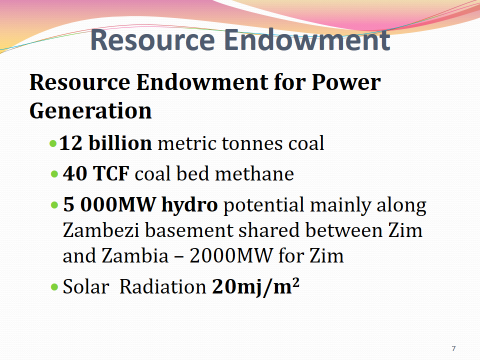 Resource Endowment
Resource Endowment for Power
Generation
•12 billion metric tonnes coal
• 40 TCF coal bed methane
• 5 000MW hydro potential mainly along
Zambezi basement shared between Zim
and Zambia – 2000MW for Zim
• Solar Radiation 20mj/m²
7